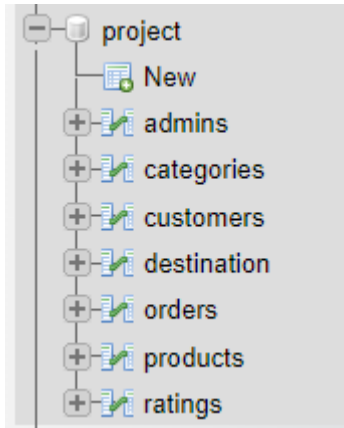 project
New
admins
categories
customers
destination
orders
products
ratings